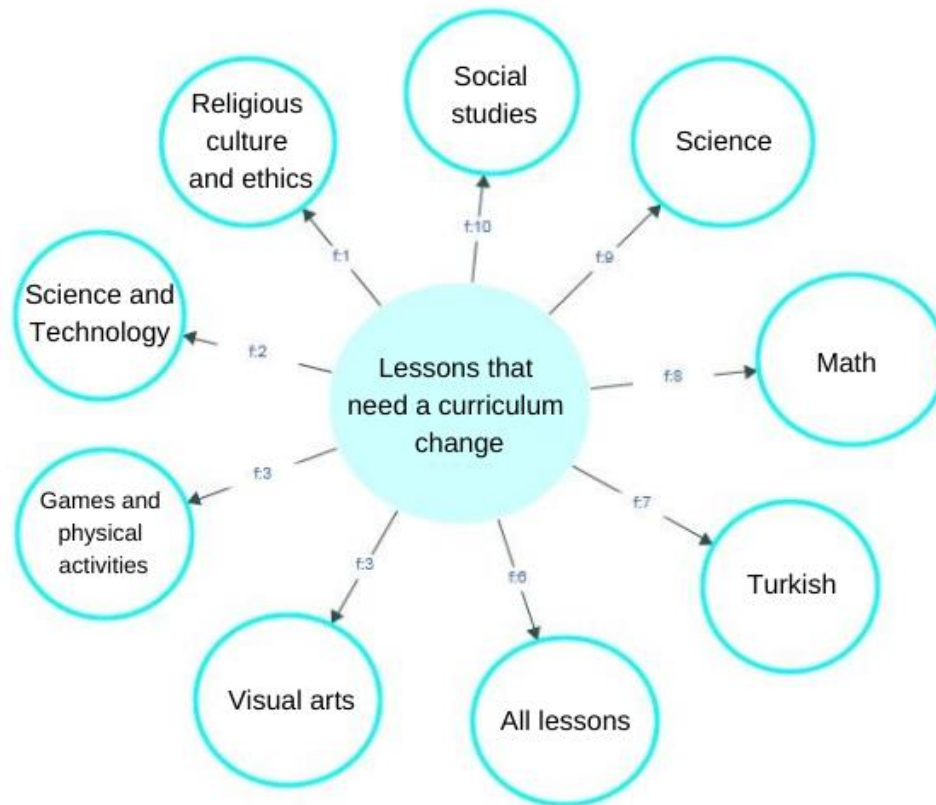 Social
studies
Religious
culture
and ethics
Science
f:10
f:1
f:9
Science and
Technology
f:2
Lessons that
need a curriculum
change
f:8
Math
Games and
physical
activities
f:3
f:7
Turkish
f:3
f:6
Visual arts
All lessons